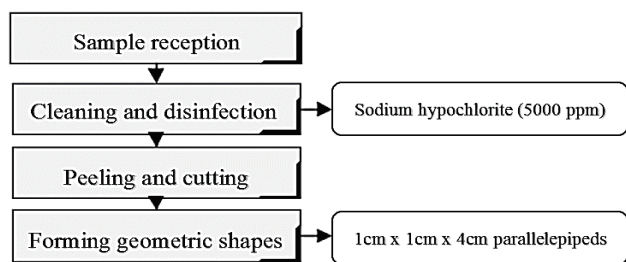 Sample reception
Cleaning and disinfection
Sodium hypochlorite (5000 ppm)
Peeling and cutting
Forming geometric shapes
1cm x 1cm x 4cm parallelepipeds